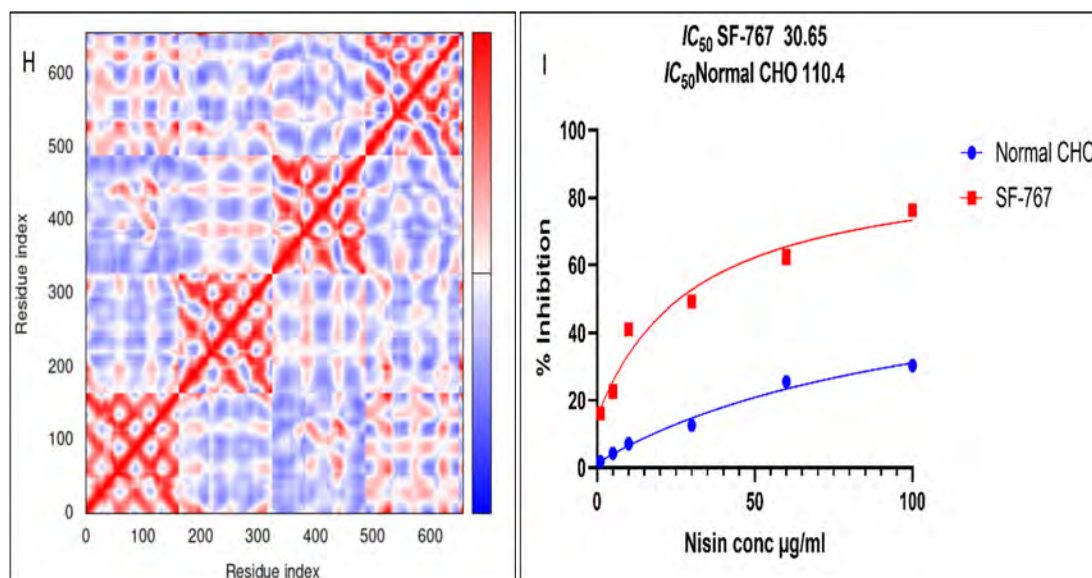 H
600
500
400
300
200
100
0
0 100 200 300 400 500 600
Residue index
Residue index
I
IC50 SF-767 30.65
IC50Normal CHO 110.4
100
80
60
40
20
0
0 50 100
% Inhibition
Nisin conc µg/ml
Normal CHO
SF-767